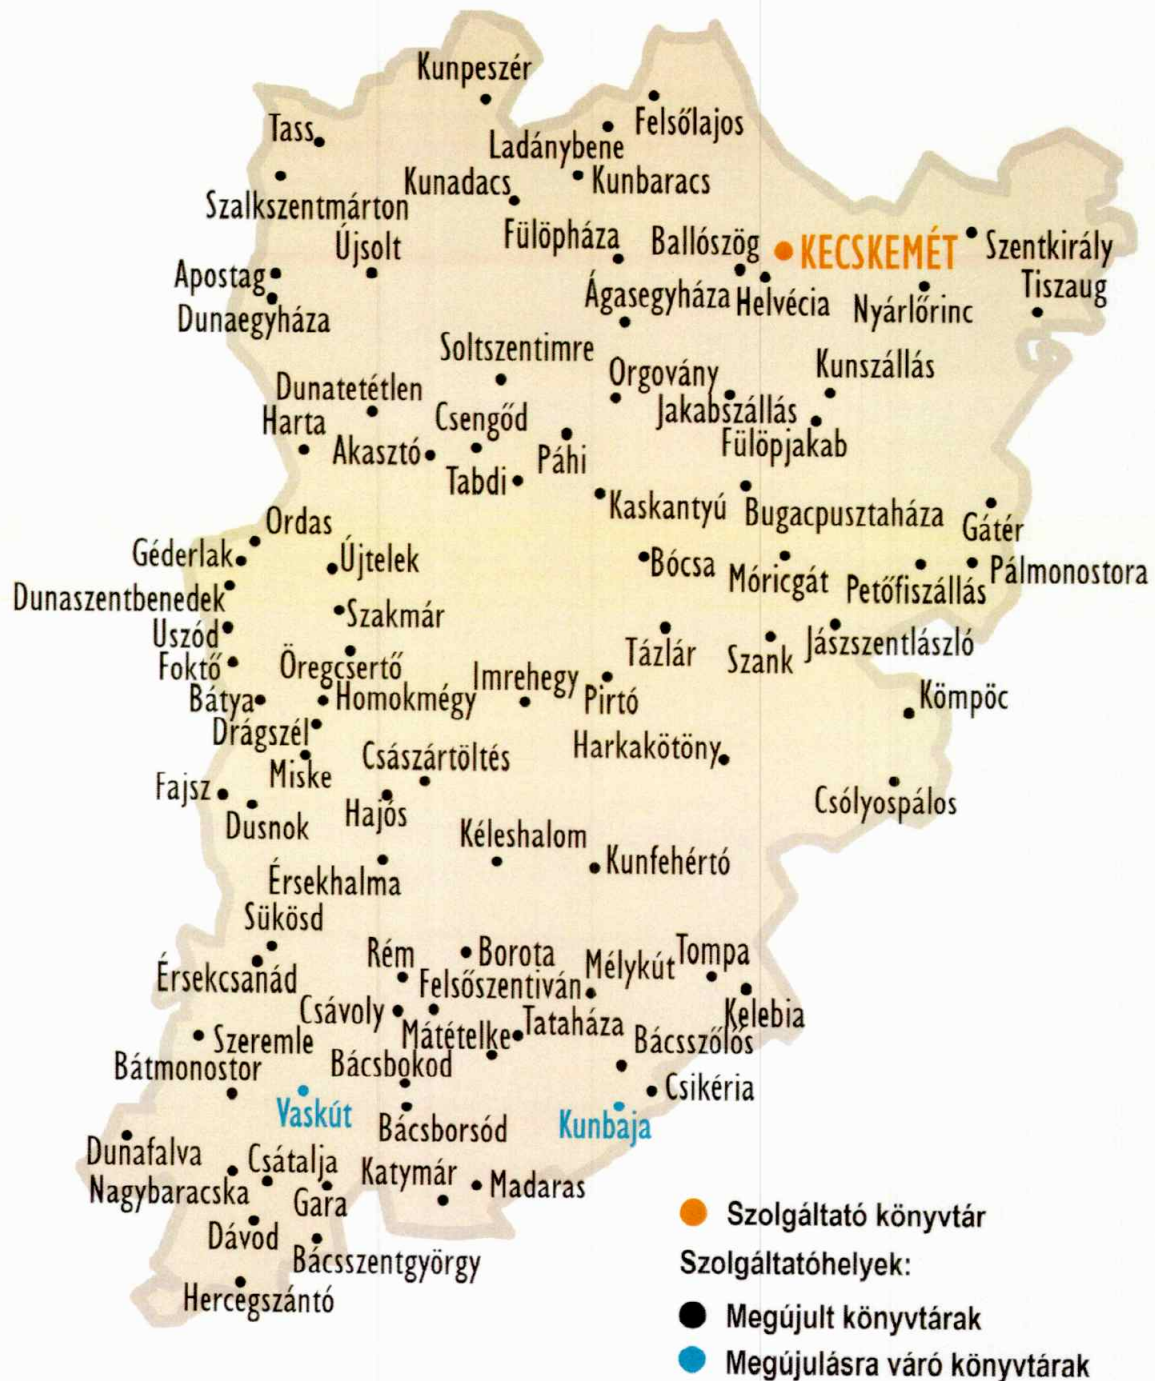 Kunpeszér
Felsőlajos
Tass
Ladánybene
Kunadacs
Kunbaracs
Szalkszentmárton
Fülöpháza
Ballószög
KECSKEMÉT
Szentkirály
Újsolt
Apostag
Tiszaug
Ágasegyháza
Helvécia
Nyárlőrinc
Dunaegyháza
Soltszentimre
Orgovány
Kunszállás
Dunatetétlen
Csengőd
Jakabszállás
Harta
Akasztó
Páhi
Fülöpjakab
Tabdi
Kaskantyú
Bugacpusztaháza
Gátér
Ordas
Géderlak
Újtelek
Bócsa
Móricgát
Petőfiszállás
Pálmonostora
Dunaszentbenedek
Szakmár
Uszód
Tázlár
Szank
Jászszentlászló
Foktő
Öregcsertő
Imrehegy
Pirtó
Bátya
Homokmégy
Kömpöc
Drágszél
Császártöltés
Harkakötöny
Miske
Fajsz
Hajós
Csólyospálos
Dusnok
Kéleshalom
Kunfehértó
Érsekhalma
Sükösd
Rém
Borota
Mélykút
Tompa
Érsekcsanád
Felsőszentiván
Csávoly
Kelebia
Szeremle
Mátételke
Tataháza
Bácsszőlős
Bátmonostor
Bácsbokod
Csikéria
Vaskút
Bácsborsód
Kunbaja
Dunafalva
Csátalja
Katymár
Madaras
Nagybaracska
Gara
Dávod
Bácsszentgyörgy
Hercegszántó
Szolgáltató könyvtár
Szolgáltatóhelyek:
Megújult könyvtárak
Megújulásra váró könyvtárak